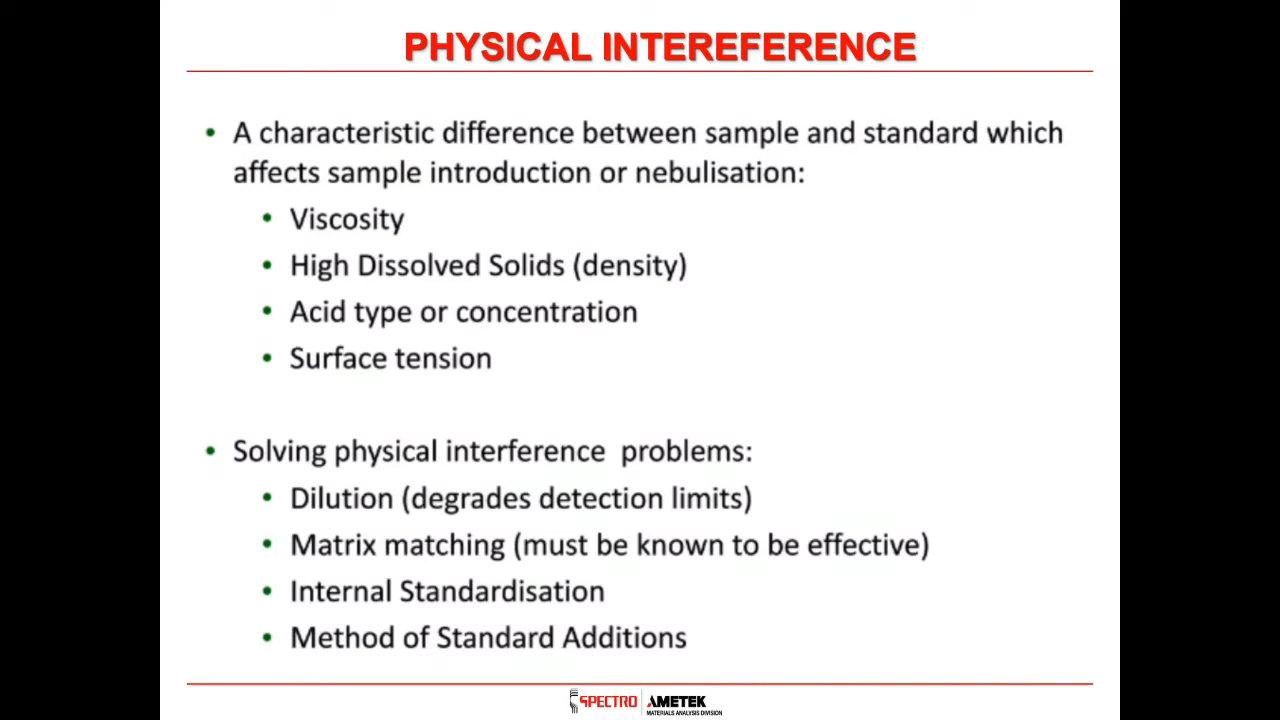 PHYSICAL INTEREFERENCE
• A characteristic difference between sample and standard which
affects sample introduction or nebulisation:
• Viscosity
• High Dissolved Solids (density)
• Acid type or concentration
• Surface tension
• Solving physical interference problems:
• Dilution (degrades detection limits)
• Matrix matching (must be known to be effective)
• Internal Standardisation
• Method of Standard Additions
SPECTRO AMETEK
MATERIALS ANALYSIS DIVISION